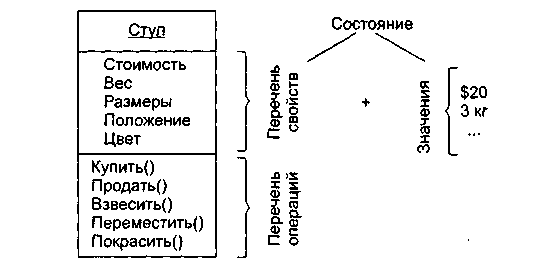 Стул
Стоимость
Вес
Размеры
Положение
Цвет
Купить()
Продать()
Взвесить()
Переместить()
Покрасить()
Перечень
свойств
Перечень
операций
Состояние
+
Значения
$20
3 кг
...